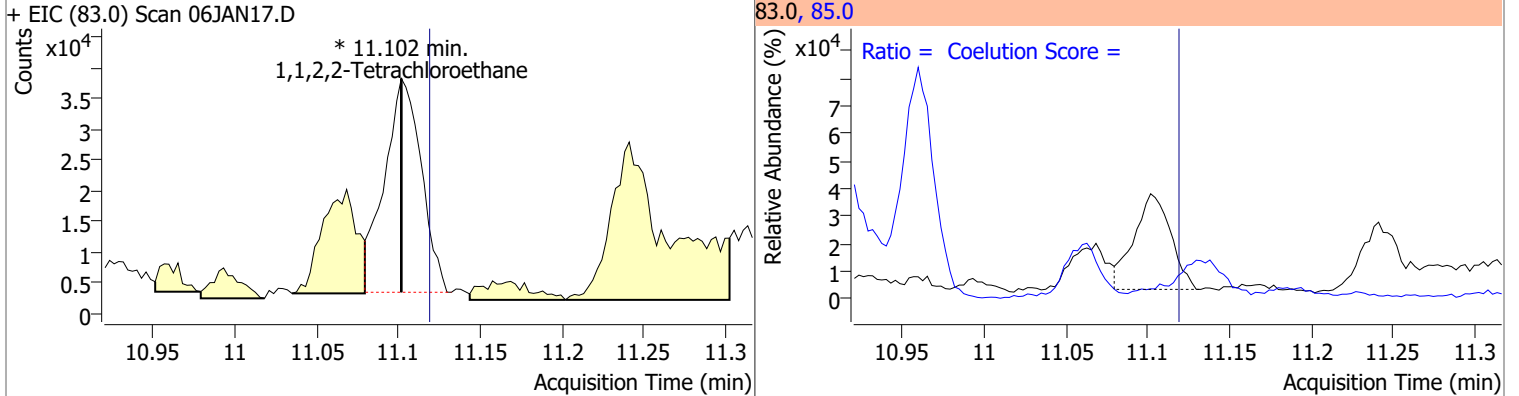 + EIC (83.0) Scan 06JAN17.D
Counts
x10⁴
* 11.102 min.
1,1,2,2-Tetrachloroethane
3.5
3
2.5
2
1.5
1
0.5
0
10.95 11 11.05 11.1 11.15 11.2 11.25 11.3
Acquisition Time (min)
83.0, 85.0
Relative Abundance (%)
x10⁴
Ratio = Coelution Score =
7
6
5
4
3
2
1
0
10.95 11 11.05 11.1 11.15 11.2 11.25 11.3
Acquisition Time (min)